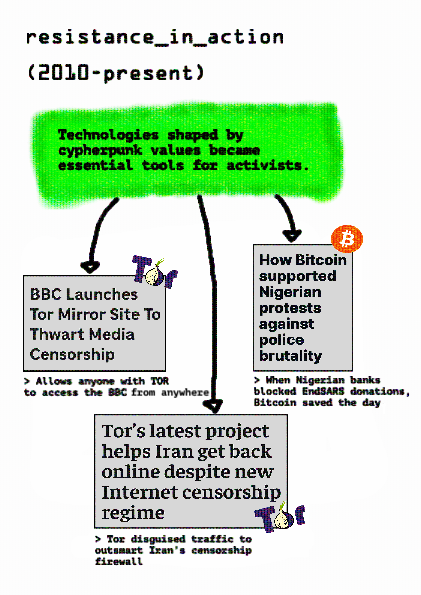 resistance_in_action
(2010-present)
Technologies shaped by
cypherpunk values became
essential tools for activists.
Tor
BBC Launches
Tor Mirror Site To
Thwart Media
Censorship
> Allows anyone with TOR
to access the BBC from anywhere
How Bitcoin
supported
Nigerian
protests
against
police
brutality
> When Nigerian banks
blocked EndSARS donations,
Bitcoin saved the day
Tor's latest project
helps Iran get back
online despite new
Internet censorship
regime
Tor
> Tor disguised traffic to
outsmart Iran's censorship
firewall